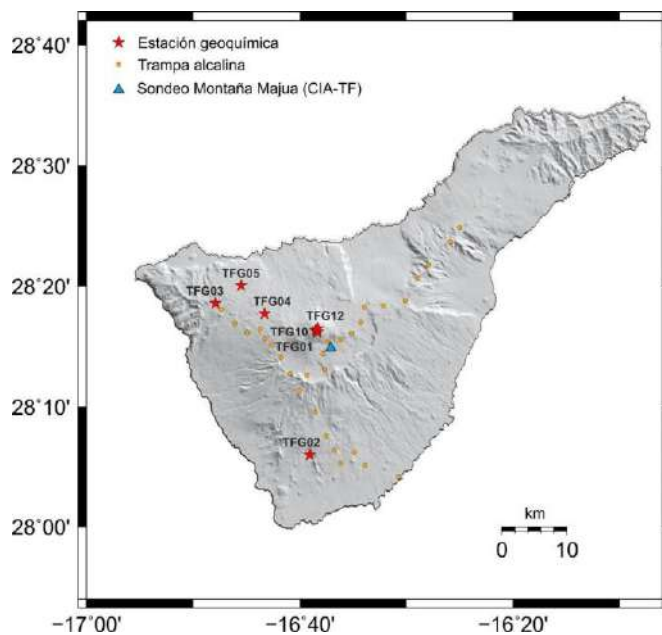 28°40'
★ Estación geoquímica
Trampa alcalina
▲ Sondeo Montaña Majua (CIA-TF)
28°30'
28°20'
TFG05
TFG03
TFG04
TFG12
TFG10
TFG01
28°10'
TFG02
28°00'
km
0 10
−17°00' −16°40' −16°20'